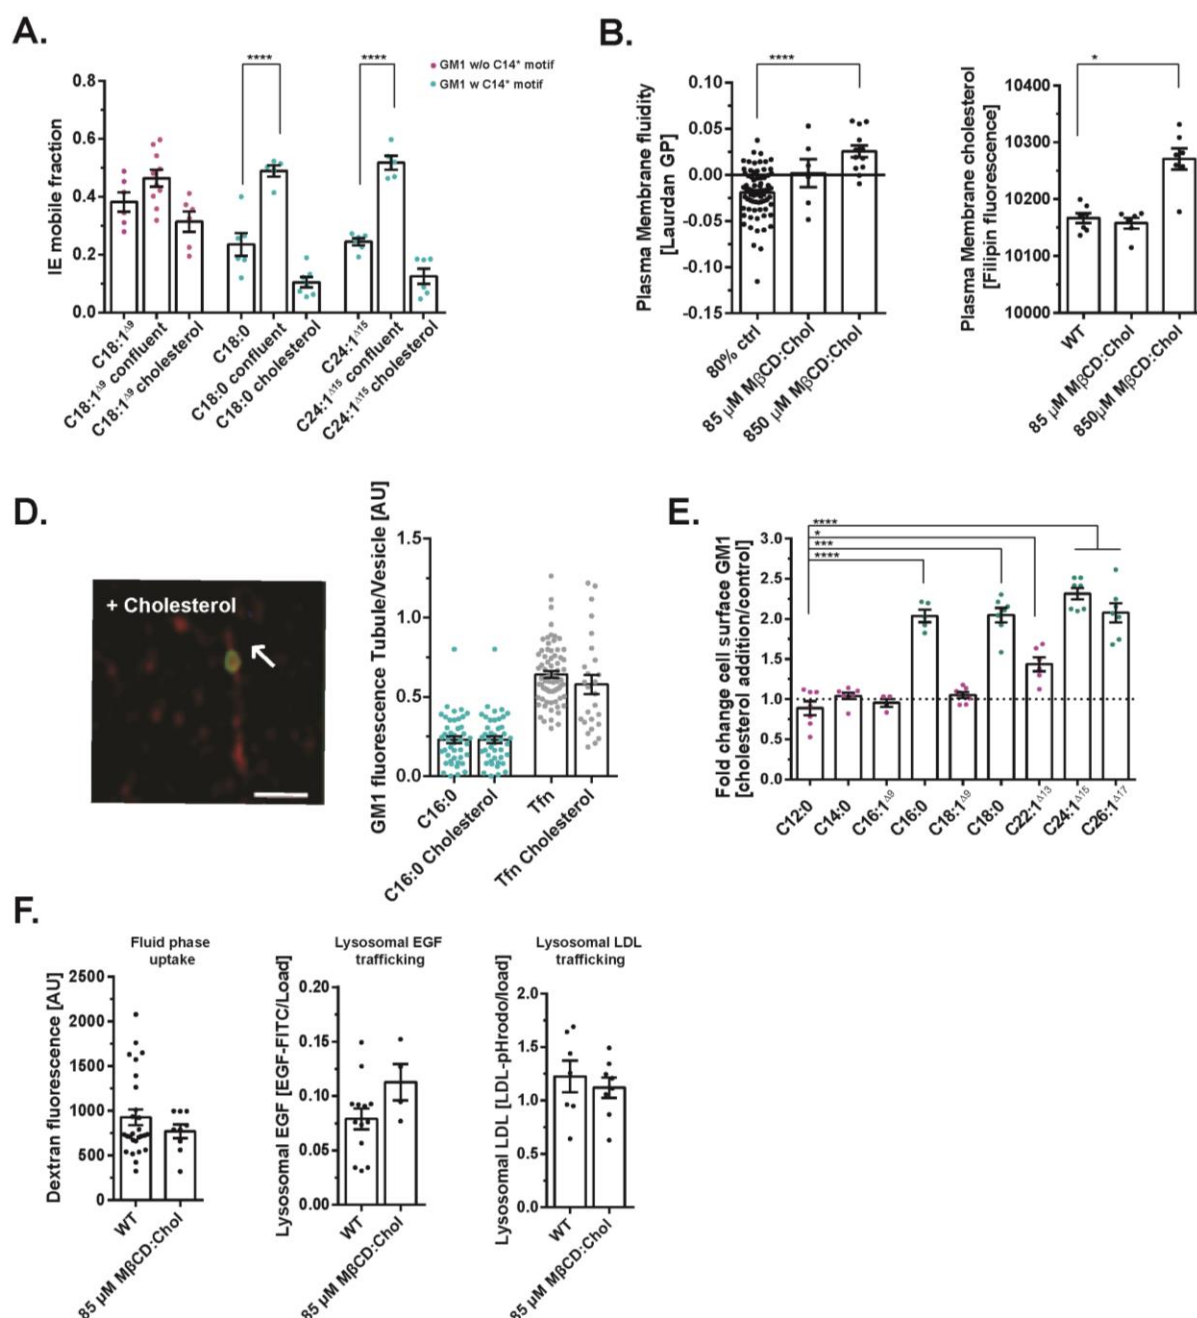 A.
GM1 w/o C14* motif
GM1 w C14* motif
****
****
IE mobile fraction
0.8
0.6
0.4
0.2
0.0
C18:1Δ9
C18:1Δ9 confluent
C18:1Δ9 cholesterol
C18:0
C18:0 confluent
C18:0 cholesterol
C24:1Δ15
C24:1Δ15 confluent
C24:1Δ15 cholesterol
B.
****
Plasma Membrane fluidity
[Laurdan GP]
0.10
0.05
0.00
-0.05
-0.10
-0.15
80% ctrl
85 µM MβCD:Chol
850 µM MβCD:Chol
*
Plasma Membrane cholesterol
[Filipin fluorescence]
10400
10300
10200
10100
10000
WT
85 µM MβCD:Chol
850µM MβCD:Chol
D.
+ Cholesterol
GM1 fluorescence Tubule/Vesicle [AU]
1.5
1.0
0.5
0.0
C16:0
C16:0 Cholesterol
Tfn
Tfn Cholesterol
E.
****
*
***
****
Fold change cell surface GM1
[cholesterol addition/control]
3.0
2.5
2.0
1.5
1.0
0.5
0.0
C12:0
C14:0
C16:1Δ9
C16:0
C18:1Δ9
C18:0
C22:1Δ13
C24:1Δ15
C26:1Δ17
F.
Fluid phase
uptake
Dextran fluorescence [AU]
2500
2000
1500
1000
500
0
WT
85 µM MβCD:Chol
Lysosomal EGF
trafficking
Lysosomal EGF [EGF-FITC/Load]
0.20
0.15
0.10
0.05
0.00
WT
85 µM MβCD:Chol
Lysosomal LDL
trafficking
Lysosomal LDL [LDL-pHrodo/load]
2.0
1.5
1.0
0.5
0.0
WT
85 µM MβCD:Chol